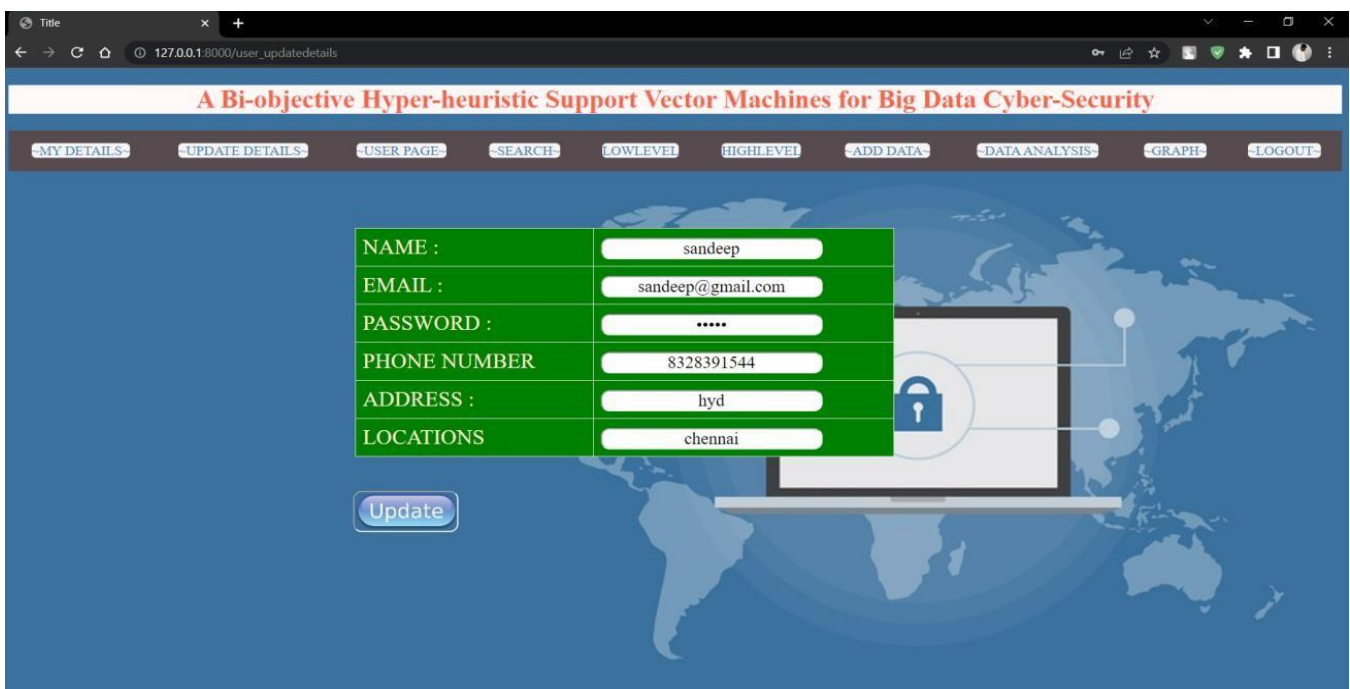 Title
127.0.0.1:8000/user_updatedetails
A Bi-objective Hyper-heuristic Support Vector Machines for Big Data Cyber-Security
~MY DETAILS~ ~UPDATE DETAILS~ ~USER PAGE~ ~SEARCH~ LOWLEVEL HIGHLEVEL ~ADD DATA~ ~DATA ANALYSIS~ ~GRAPH~ ~LOGOUT~
NAME : sandeep
EMAIL : sandeep@gmail.com
PASSWORD : •••••
PHONE NUMBER 8328391544
ADDRESS : hyd
LOCATIONS chennai
Update